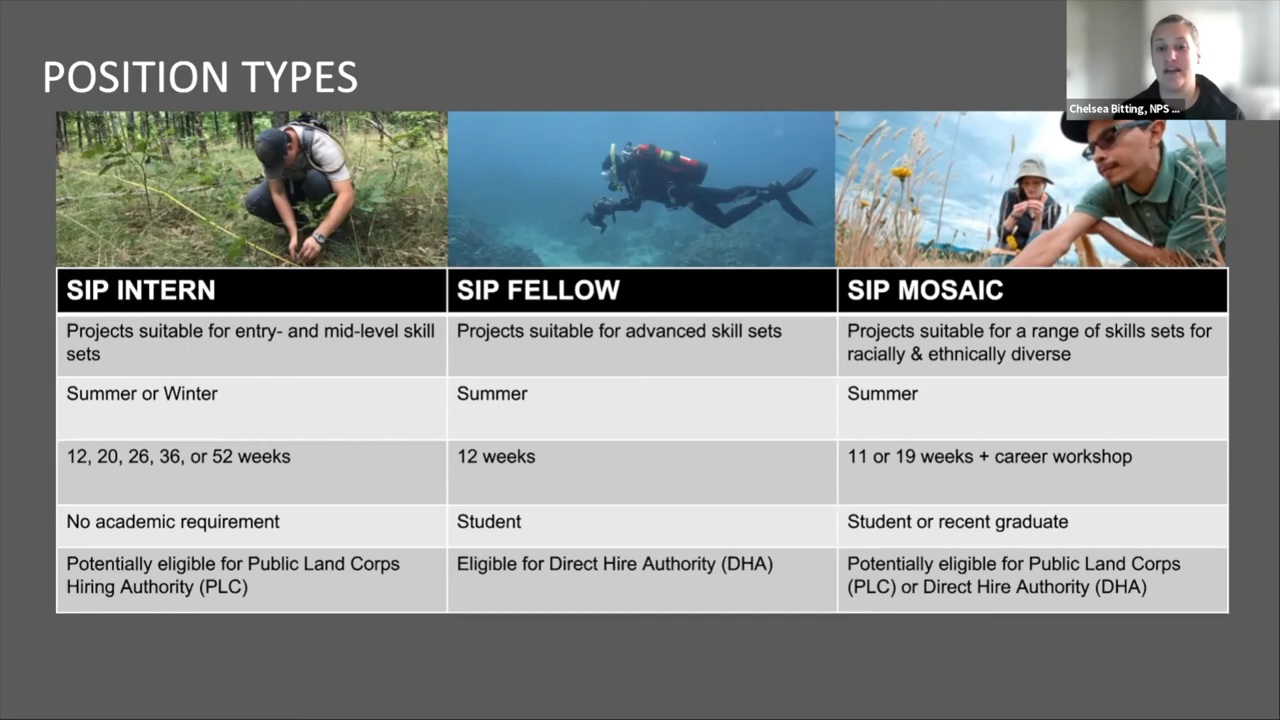 POSITION TYPES
Chelsea Bitting, NPS ...
SIP INTERN
SIP FELLOW
SIP MOSAIC
Projects suitable for entry- and mid-level skill
sets
Projects suitable for advanced skill sets
Projects suitable for a range of skills sets for
racially & ethnically diverse
Summer or Winter
Summer
Summer
12, 20, 26, 36, or 52 weeks
12 weeks
11 or 19 weeks + career workshop
No academic requirement
Student
Student or recent graduate
Potentially eligible for Public Land Corps
Hiring Authority (PLC)
Eligible for Direct Hire Authority (DHA)
Potentially eligible for Public Land Corps
(PLC) or Direct Hire Authority (DHA)